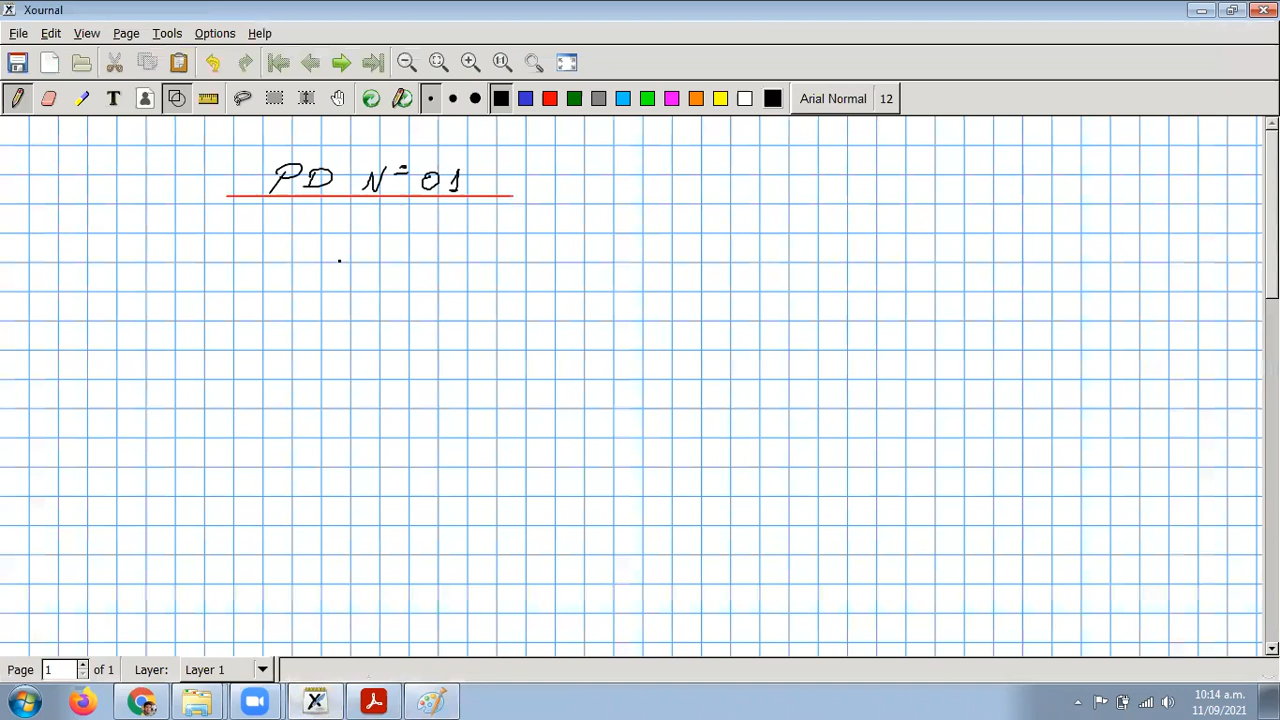 Xournal
File Edit View Page Tools Options Help
T Arial Normal 12
PD Nº 01
Page 1 of 1 Layer: Layer 1
10:14 a.m.
11/09/2021